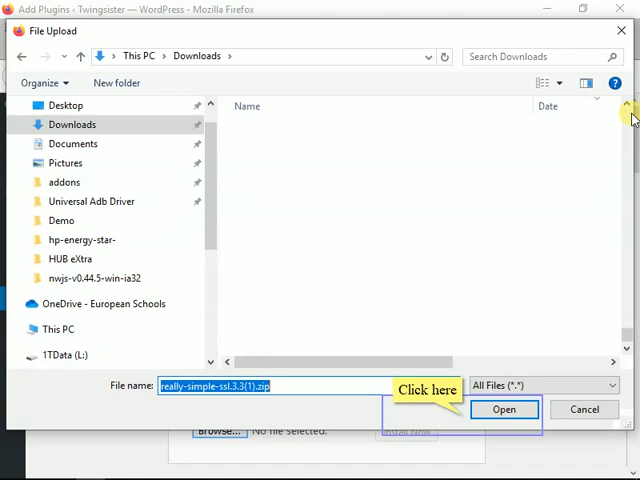 Add Plugins ‹ Twingsister — WordPress - Mozilla Firefox
File Upload
This PC
Downloads
Search Downloads
Organize
New folder
Name
Date
Desktop
Downloads
Documents
Pictures
addons
Universal Adb Driver
Demo
hp-energy-star-
HUB eXtra
nwjs-v0.44.5-win-ia32
OneDrive - European Schools
This PC
1TData (L:)
File name:
really-simple-ssl.3.3(1).zip
All Files (*.*)
Click here
Open
Cancel
Browse...
No file selected.
Install Now